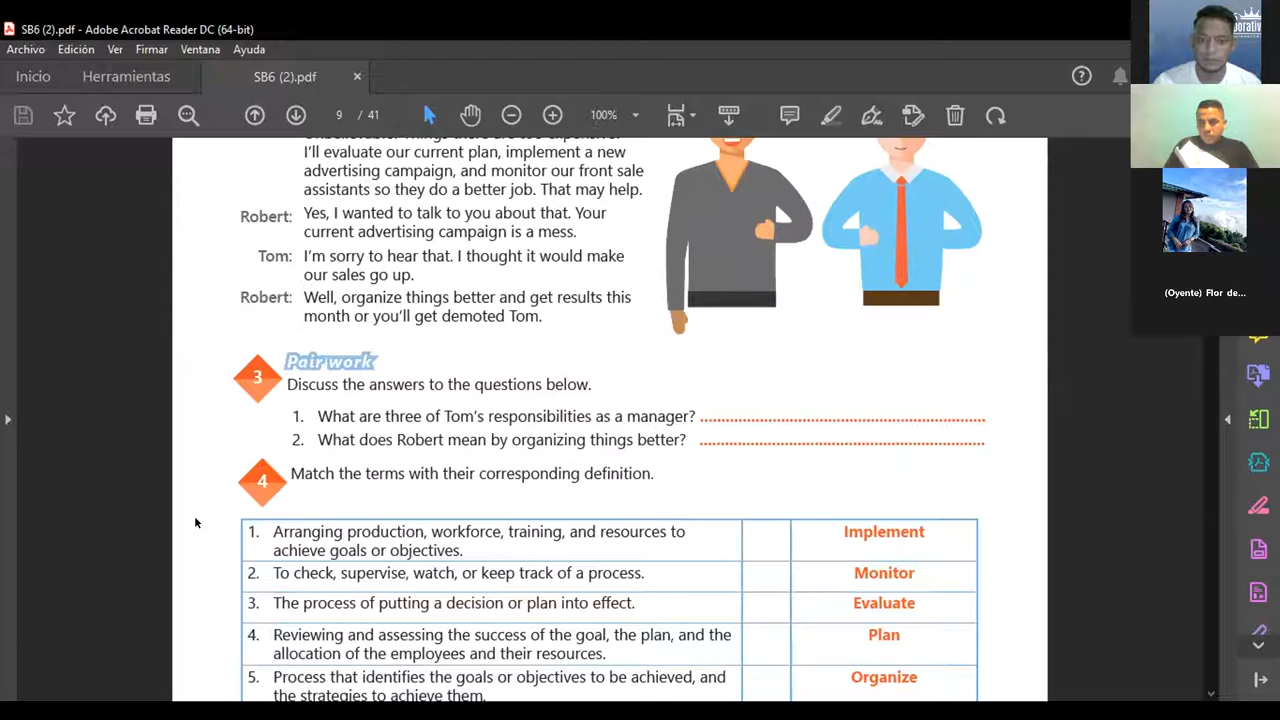 SB6 (2).pdf - Adobe Acrobat Reader DC (64-bit)
Archivo Edición Ver Firmar Ventana Ayuda
Inicio Herramientas SB6 (2).pdf
9 / 41 100%
I'll evaluate our current plan, implement a new
advertising campaign, and monitor our front sale
assistants so they do a better job. That may help.
Robert: Yes, I wanted to talk to you about that. Your
current advertising campaign is a mess.
Tom: I'm sorry to hear that. I thought it would make
our sales go up.
Robert: Well, organize things better and get results this
month or you'll get demoted Tom.
3 Pair work
Discuss the answers to the questions below.
1. What are three of Tom's responsibilities as a manager?
2. What does Robert mean by organizing things better?
4 Match the terms with their corresponding definition.
1. Arranging production, workforce, training, and resources to
achieve goals or objectives.
Implement
2. To check, supervise, watch, or keep track of a process.
Monitor
3. The process of putting a decision or plan into effect.
Evaluate
4. Reviewing and assessing the success of the goal, the plan, and the
allocation of the employees and their resources.
Plan
5. Process that identifies the goals or objectives to be achieved, and
the strategies to achieve them.
Organize
(Oyente) Flor de...